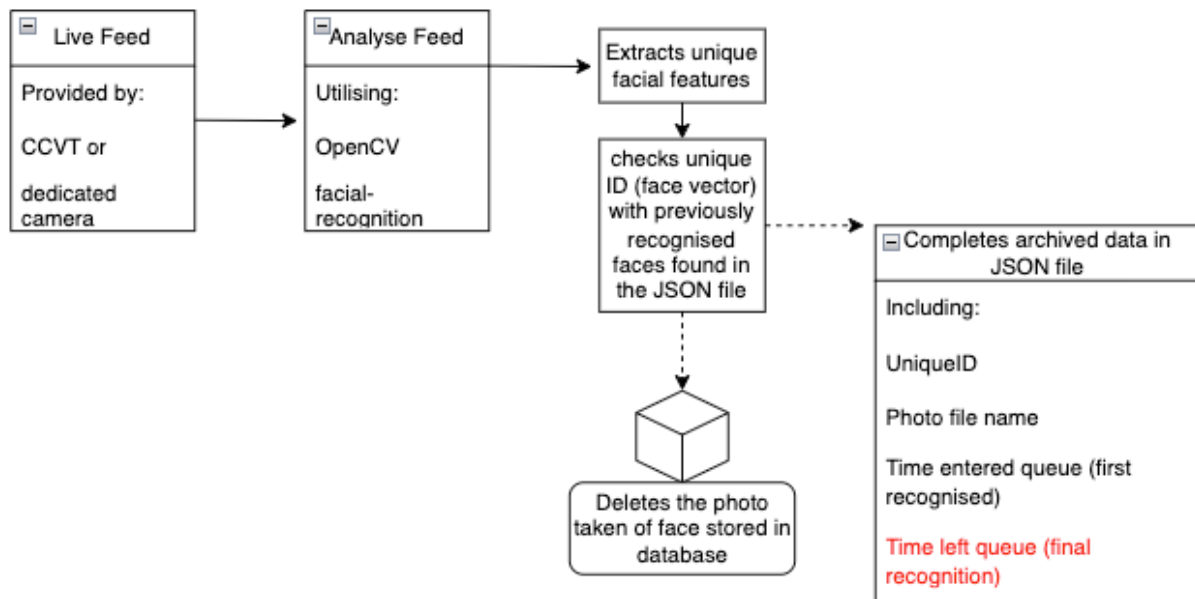 Live Feed
Provided by:
CCVT or
dedicated
camera
Analyse Feed
Utilising:
OpenCV
facial-
recognition
Extracts unique
facial features
checks unique
ID (face vector)
with previously
recognised
faces found in
the JSON file
Deletes the photo
taken of face stored in
database
Completes archived data in
JSON file
Including:
UniqueID
Photo file name
Time entered queue (first
recognised)
Time left queue (final
recognition)